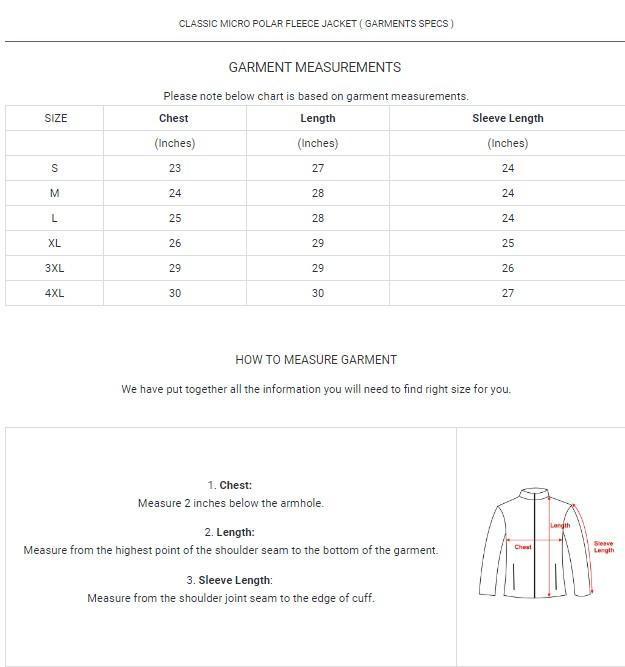 CLASSIC MICRO POLAR FLEECE JACKET ( GARMENTS SPECS )
GARMENT MEASUREMENTS
Please note below chart is based on garment measurements.
SIZE Chest Length Sleeve Length
(Inches) (Inches) (Inches)
S 23 27 24
M 24 28 24
L 25 28 24
XL 26 29 25
3XL 29 29 26
4XL 30 30 27
HOW TO MEASURE GARMENT
We have put together all the information you will need to find right size for you.
1. Chest:
Measure 2 inches below the armhole.
2. Length:
Measure from the highest point of the shoulder seam to the bottom of the garment.
3. Sleeve Length:
Measure from the shoulder joint seam to the edge of cuff.
Length
Chest
Sleeve
Length